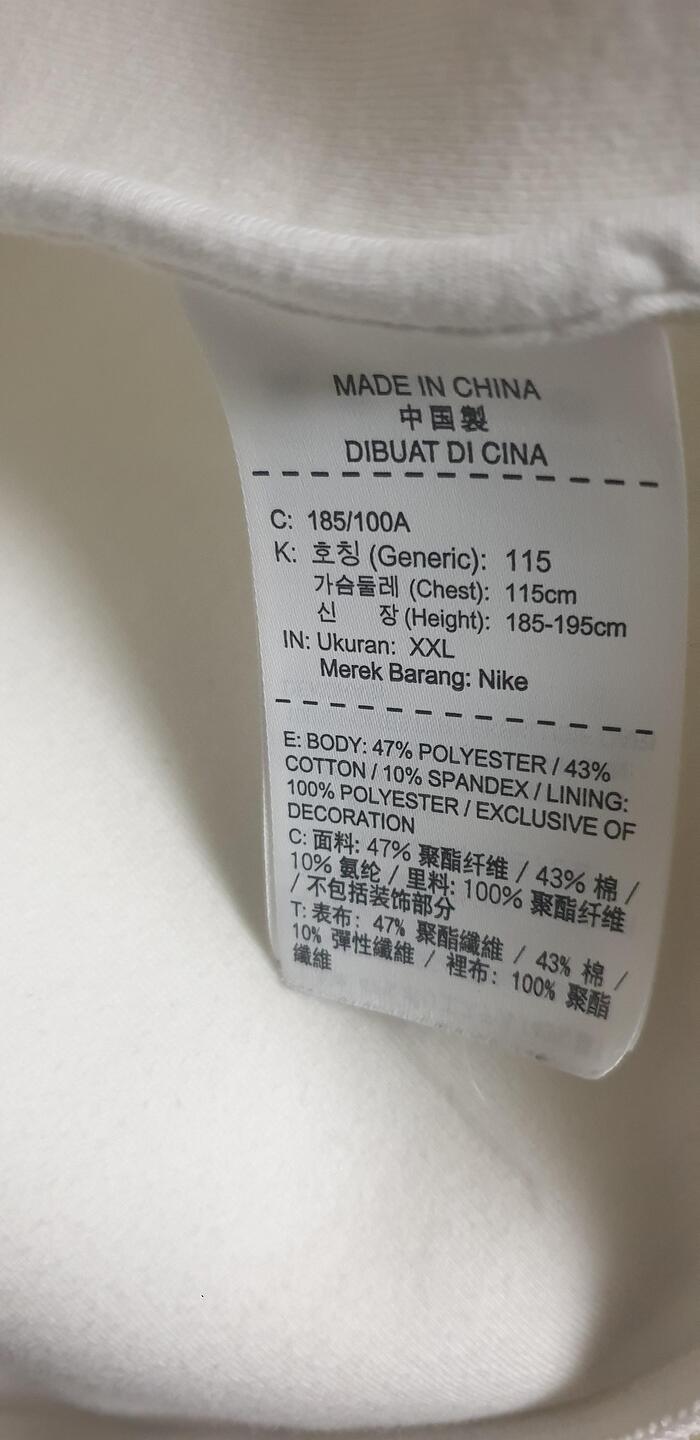 MADE IN CHINA
中国製
DIBUAT DI CINA
C: 185/100A
K: 호칭 (Generic): 115
가슴둘레 (Chest): 115cm
신 장 (Height): 185-195cm
IN: Ukuran: XXL
Merek Barang: Nike
E: BODY: 47% POLYESTER / 43%
COTTON / 10% SPANDEX / LINING:
100% POLYESTER / EXCLUSIVE OF
DECORATION
C: 面料: 47% 聚酯纤维 / 43% 棉 /
10% 氨纶 / 里料: 100% 聚酯纤维
/ 不包括装饰部分
T: 表布: 47% 聚酯纖維 / 43% 棉 /
10% 彈性纖維 / 裡布: 100% 聚酯
纖維